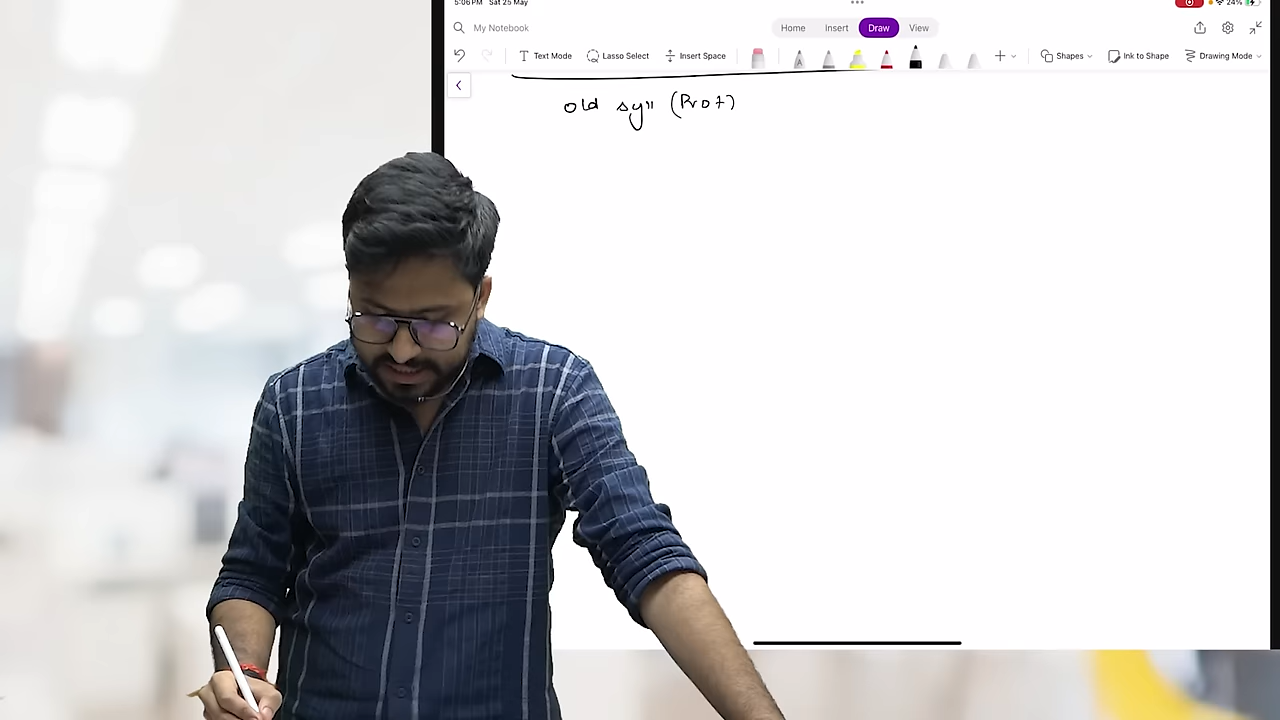 5:06 PM Sat 25 May
24%
My Notebook
Home Insert Draw View
Text Mode Lasso Select Insert Space Shapes Ink to Shape Drawing Mode
old syll (Prof)